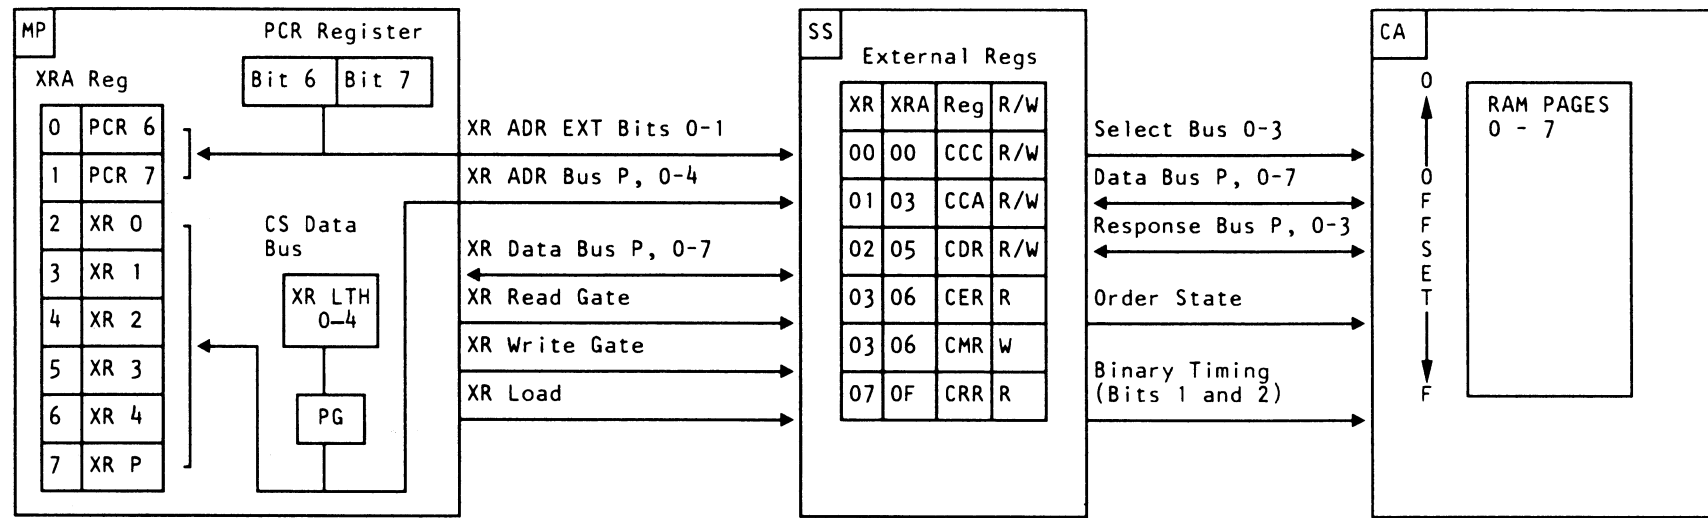 MP
PCR Register
Bit 6 Bit 7
XRA Reg
0 PCR 6
1 PCR 7
2 XR 0
3 XR 1
4 XR 2
5 XR 3
6 XR 4
7 XR P
CS Data
Bus
XR LTH
0-4
PG
XR ADR EXT Bits 0-1
XR ADR Bus P, 0-4
XR Data Bus P, 0-7
XR Read Gate
XR Write Gate
XR Load
SS
External Regs
XR XRA Reg R/W
00 00 CCC R/W
01 03 CCA R/W
02 05 CDR R/W
03 06 CER R
03 06 CMR W
07 0F CRR R
Select Bus 0-3
Data Bus P, 0-7
Response Bus P, 0-3
Order State
Binary Timing
(Bits 1 and 2)
CA
0
OFFSET
F
RAM PAGES
0 - 7